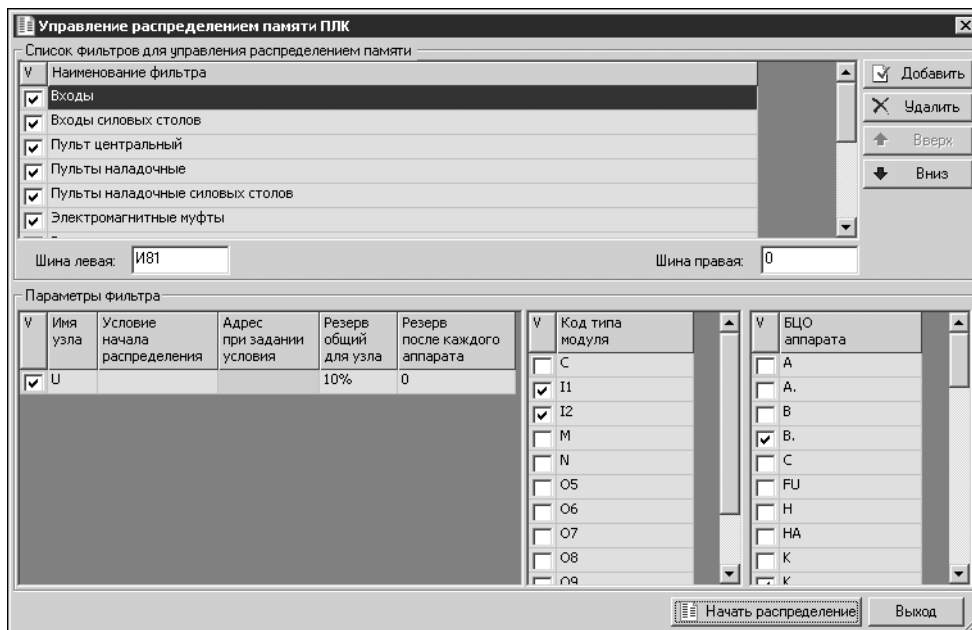 Управление распределением памяти ПЛК
Список фильтров для управления распределением памяти
V Наименование фильтра
Входы
Входы силовых столов
Пульт центральный
Пульты наладочные
Пульты наладочные силовых столов
Электромагнитные муфты
Добавить
Удалить
Вверх
Вниз
Шина левая: И81 Шина правая: 0
Параметры фильтра
V Имя узла Условие начала распределения Адрес при задании условия Резерв общий для узла Резерв после каждого аппарата
U 10% 0
V Код типа модуля
C
I1
I2
M
N
O5
O6
O7
O8
O9
V БЦО аппарата
A
A.
B
B.
C
FU
H
HA
K
K
Начать распределение Выход